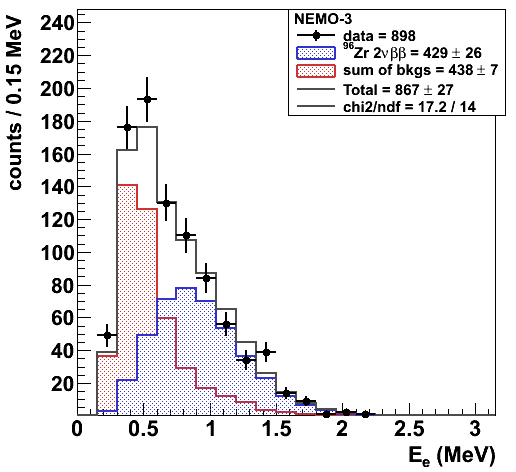 NEMO-3
data = 898
⁹⁶Zr 2νββ = 429 ± 26
sum of bkgs = 438 ± 7
Total = 867 ± 27
chi2/ndf = 17.2 / 14
counts / 0.15 MeV
240
220
200
180
160
140
120
100
80
60
40
20
0 0.5 1 1.5 2 2.5 3
Eₑ (MeV)